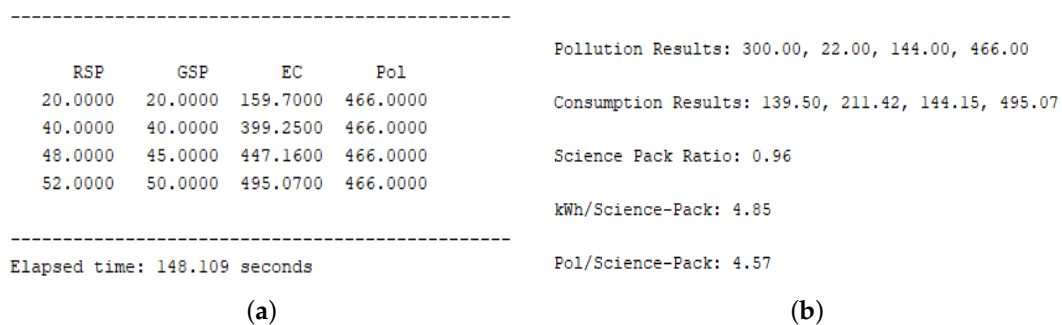 RSP GSP EC Pol
20.0000 20.0000 159.7000 466.0000
40.0000 40.0000 399.2500 466.0000
48.0000 45.0000 447.1600 466.0000
52.0000 50.0000 495.0700 466.0000
Elapsed time: 148.109 seconds
(a)
Pollution Results: 300.00, 22.00, 144.00, 466.00
Consumption Results: 139.50, 211.42, 144.15, 495.07
Science Pack Ratio: 0.96
kWh/Science-Pack: 4.85
Pol/Science-Pack: 4.57
(b)